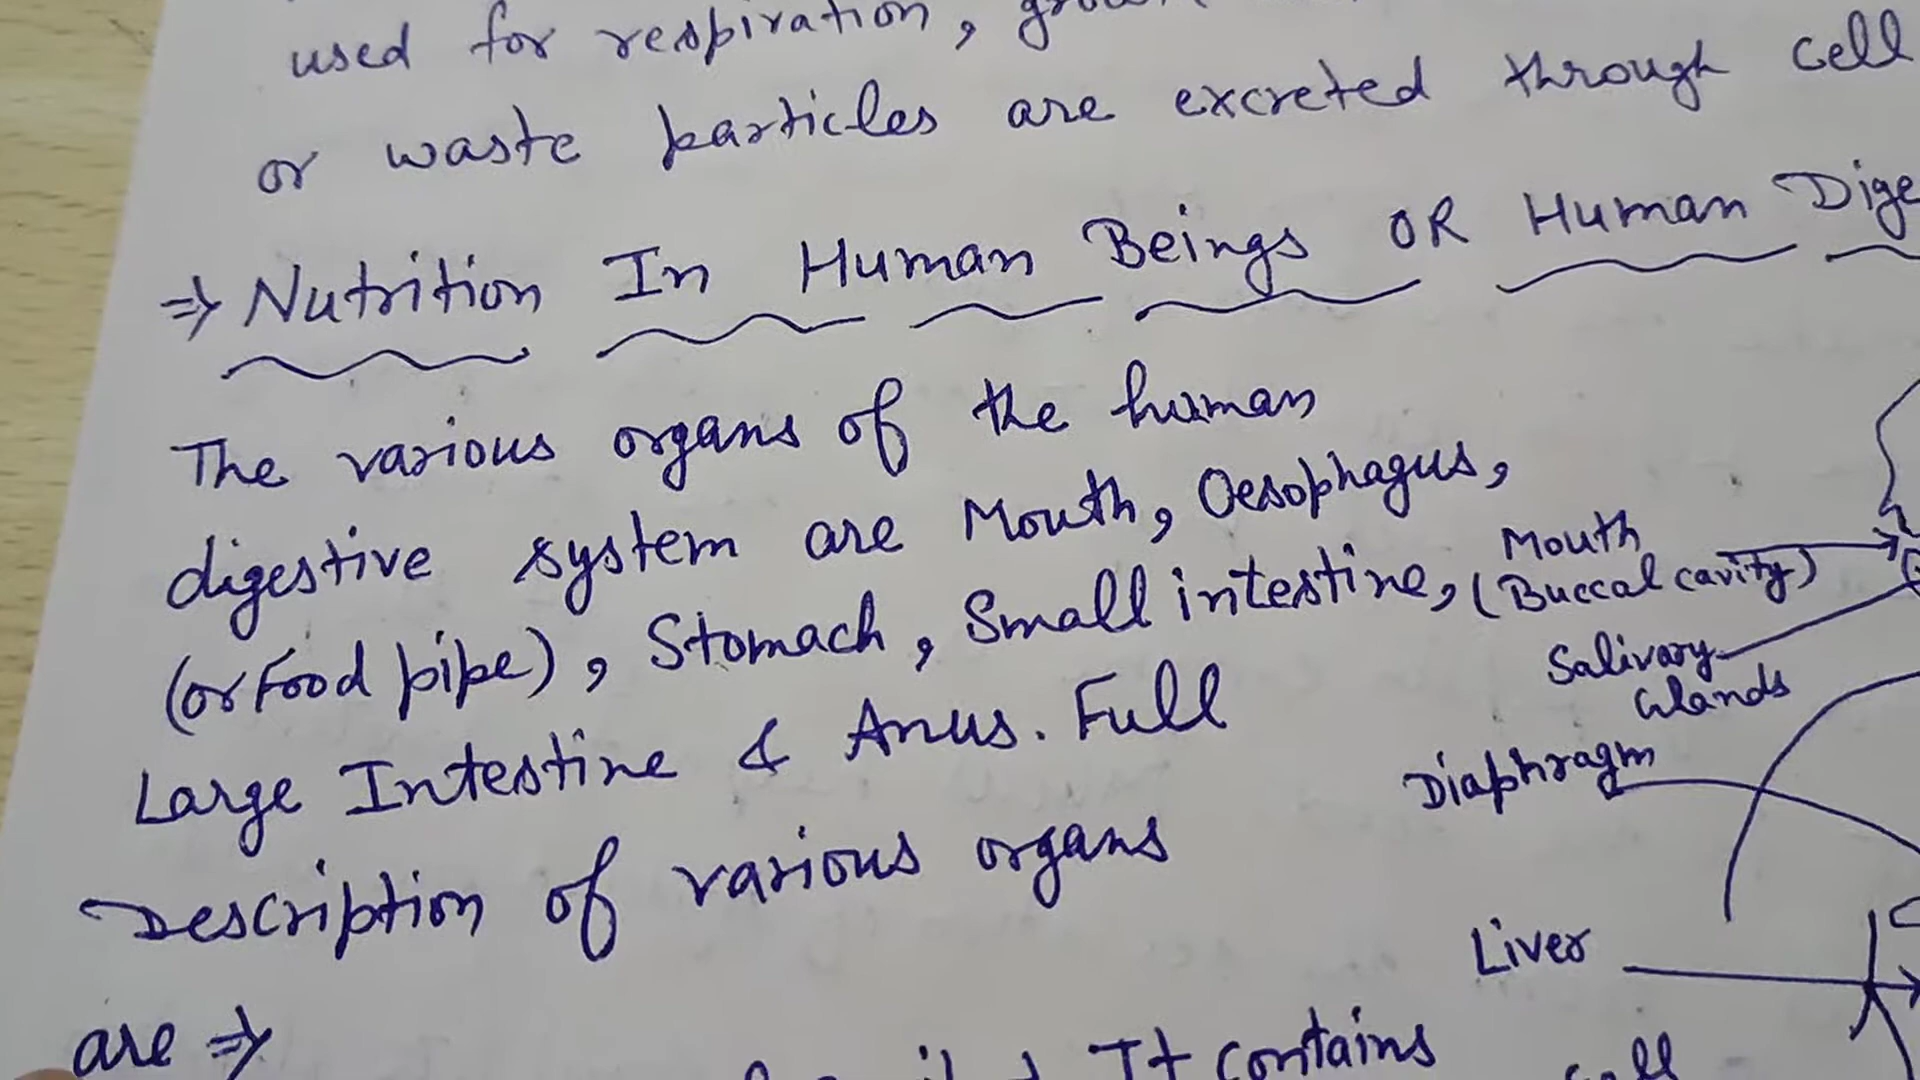 used for respiration,
or waste particles are excreted through cell
⇒ Nutrition In Human Beings OR Human Dige
The various organs of the human
digestive system are Mouth, Oesophagus,
(or Food pipe), Stomach, Small intestine,
Large Intestine & Anus. Full
Description of various organs
are ⇒
It contains
Mouth
(Buccal cavity)
Salivary
Glands
Diaphragm
Liver
cell